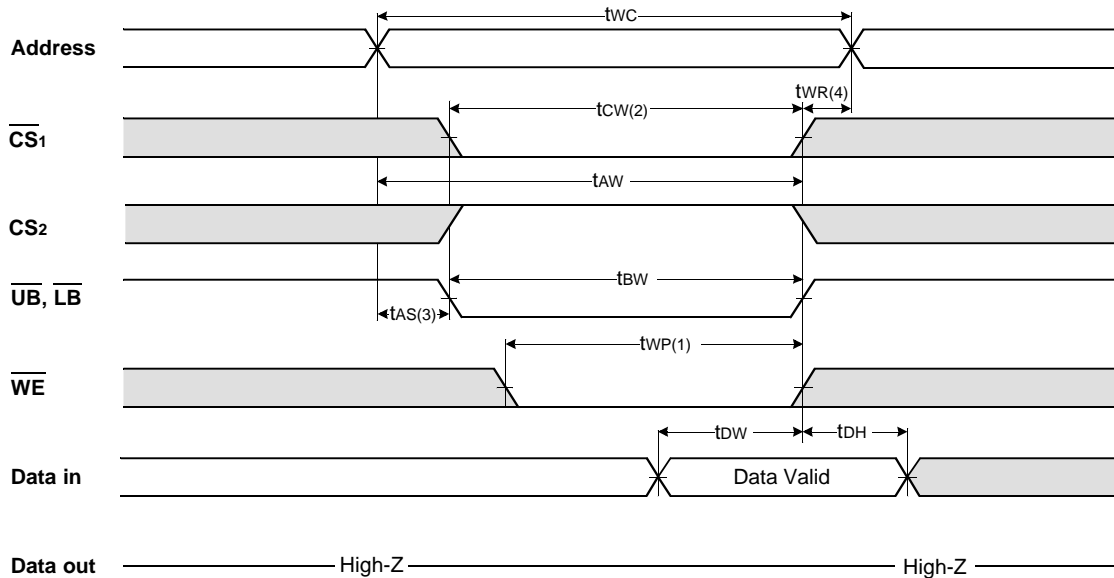 tWC
Address
tCW(2)
tWR(4)
CS1
tAW
CS2
tBW
UB, LB
tAS(3)
tWP(1)
WE
tDW
tDH
Data in
Data Valid
Data out
High-Z
High-Z